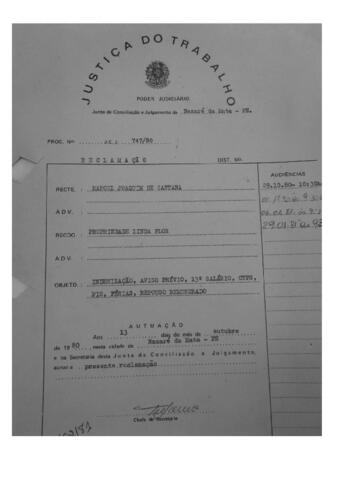 JUSTIÇA DO TRABALHO
PODER JUDICIÁRIO
Junta de Conciliação e Julgamento de Nazaré da Mata - PE.
PROC. No. JCJ 747/80
RECLAMAÇÃO DIST. NO.
AUDIÊNCIAS
RECTE. MANOEL JOAQUIM DE SANTANA
ADV.
RECDO. PROPRIEDADE LINDA FLOR
ADV.
OBJETO: INDENIZAÇÃO, AVISO PRÉVIO, 13º SALÁRIO, CTPS,
PIS, FÉRIAS, REPOUSO REMUNERADO
AUTUAÇÃO
Aos 13 dias do mês de outubro
de 1980 nesta cidade de Nazaré da Mata - PE
e na Secretaria desta Junta de Conciliação e Julgamento,
autuo a presente reclamação
Chefe de Secretaria